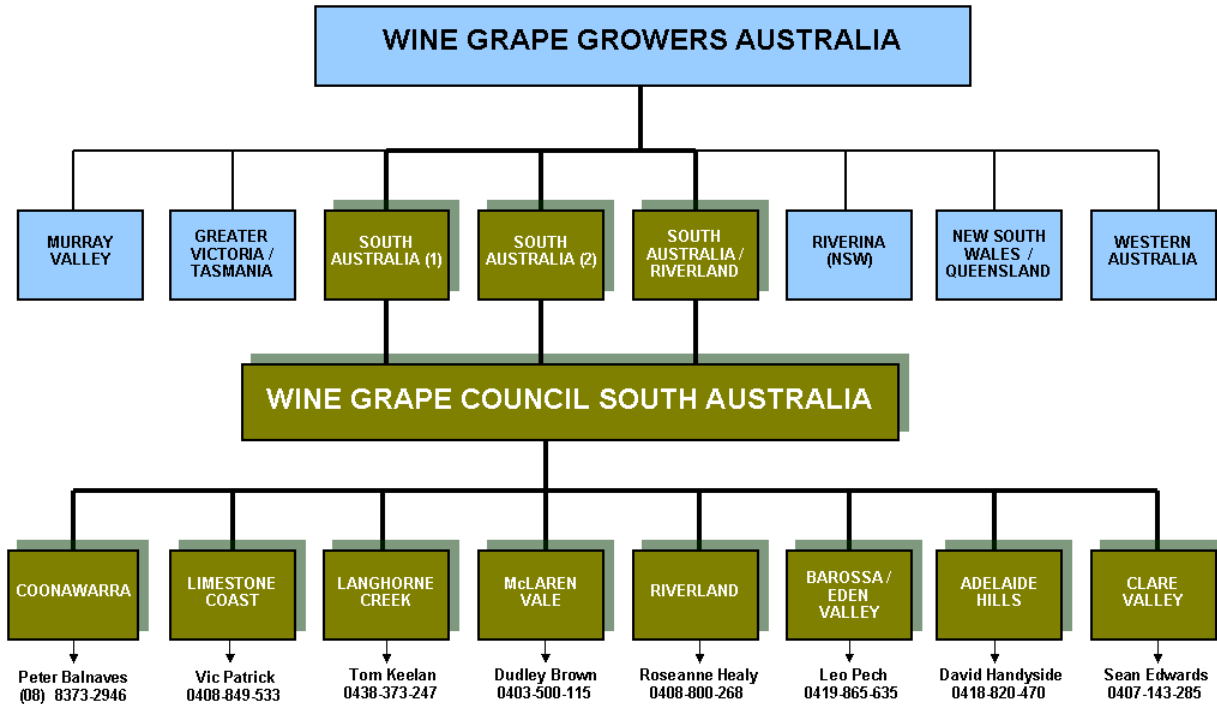 WINE GRAPE GROWERS AUSTRALIA
MURRAY
VALLEY
GREATER
VICTORIA /
TASMANIA
SOUTH
AUSTRALIA (1)
SOUTH
AUSTRALIA (2)
SOUTH
AUSTRALIA /
RIVERLAND
RIVERINA
(NSW)
NEW SOUTH
WALES /
QUEENSLAND
WESTERN
AUSTRALIA
WINE GRAPE COUNCIL SOUTH AUSTRALIA
COONAWARRA
LIMESTONE
COAST
LANGHORNE
CREEK
McLAREN
VALE
RIVERLAND
BAROSSA /
EDEN
VALLEY
ADELAIDE
HILLS
CLARE
VALLEY
Peter Balnaves
(08) 8373-2946
Vic Patrick
0408-849-533
Tom Keelan
0438-373-247
Dudley Brown
0403-500-115
Roseanne Healy
0408-800-268
Leo Pech
0419-865-635
David Handyside
0418-820-470
Sean Edwards
0407-143-285